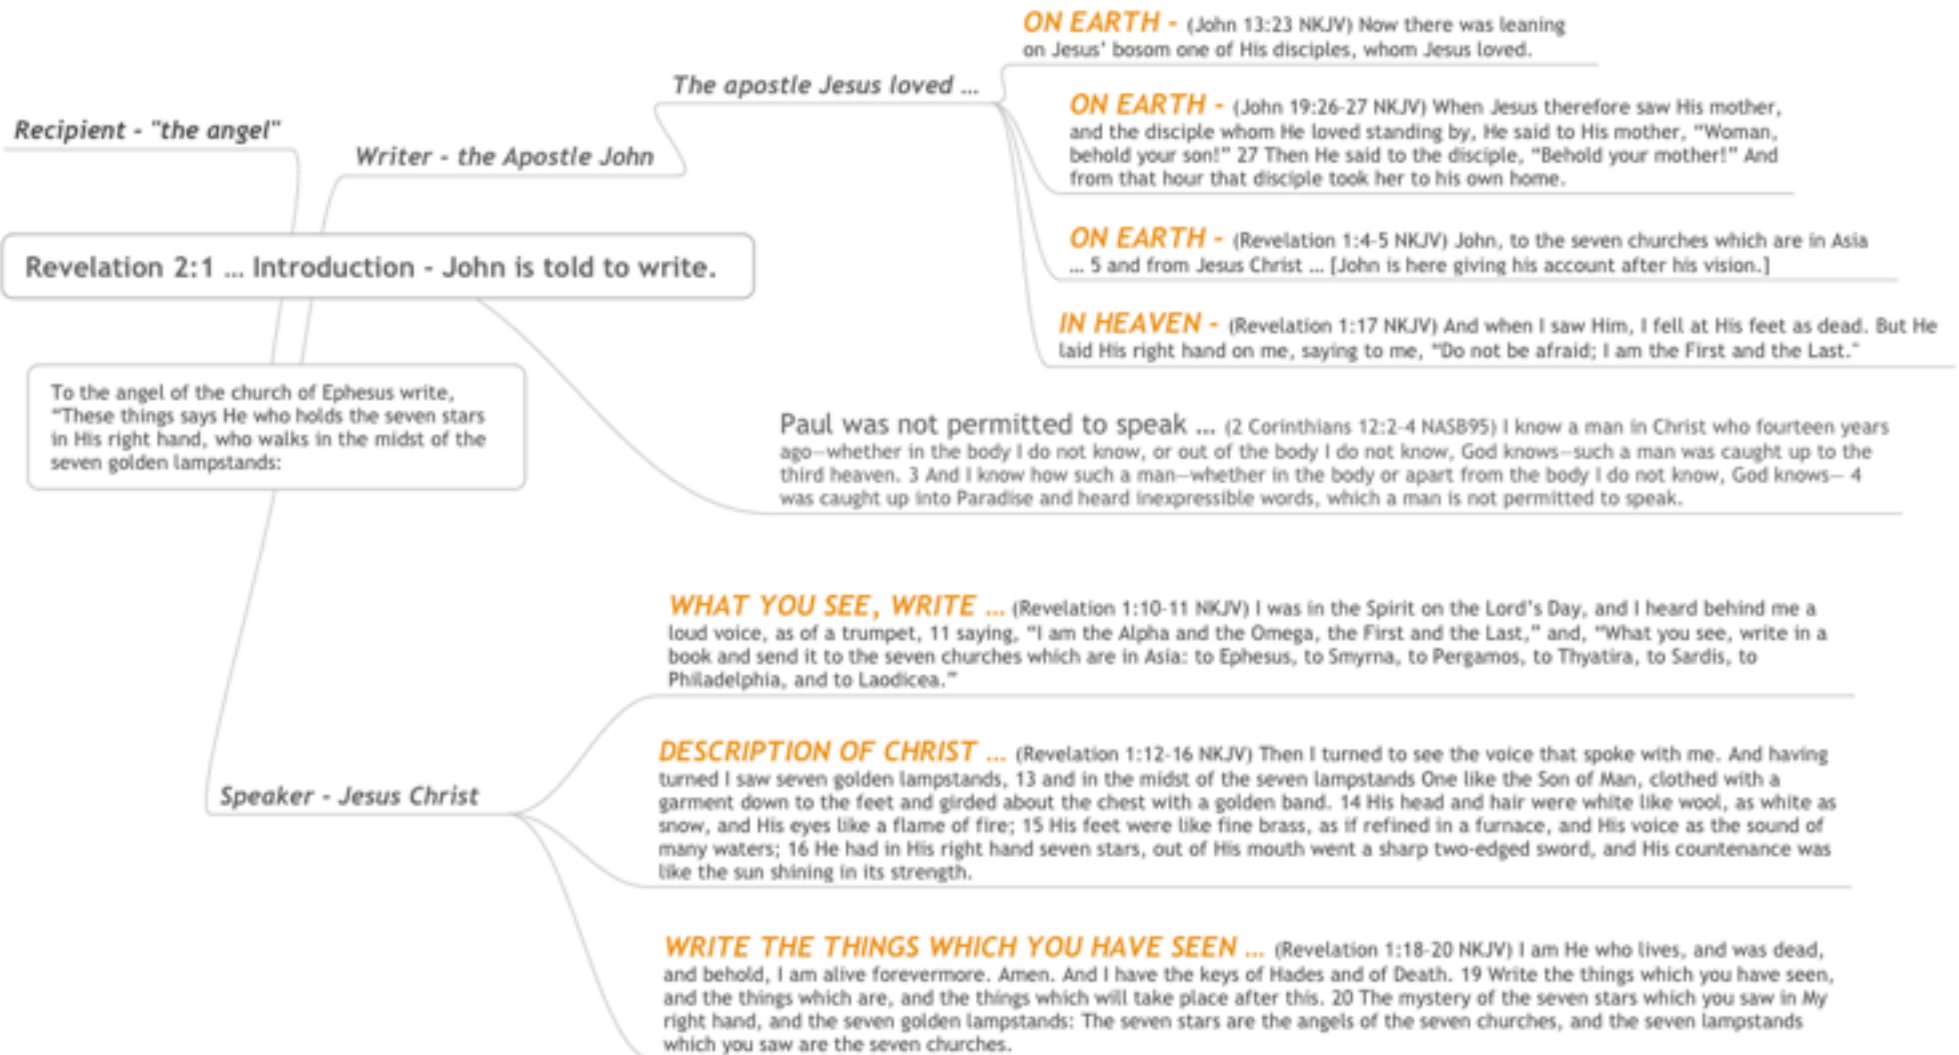 Recipient - "the angel"
Writer - the Apostle John
The apostle Jesus loved ...
ON EARTH - (John 13:23 NKJV) Now there was leaning
on Jesus' bosom one of His disciples, whom Jesus loved.
ON EARTH - (John 19:26-27 NKJV) When Jesus therefore saw His mother,
and the disciple whom He loved standing by, He said to His mother, “Woman,
behold your son!” 27 Then He said to the disciple, “Behold your mother!” And
from that hour that disciple took her to his own home.
ON EARTH - (Revelation 1:4-5 NKJV) John, to the seven churches which are in Asia
... 5 and from Jesus Christ ... [John is here giving his account after his vision.]
IN HEAVEN - (Revelation 1:17 NKJV) And when I saw Him, I fell at His feet as dead. But He
laid His right hand on me, saying to me, “Do not be afraid; I am the First and the Last."
Revelation 2:1 ... Introduction - John is told to write.
To the angel of the church of Ephesus write,
“These things says He who holds the seven stars
in His right hand, who walks in the midst of the
seven golden lampstands:
Paul was not permitted to speak ... (2 Corinthians 12:2-4 NASB95) I know a man in Christ who fourteen years
ago—whether in the body I do not know, or out of the body I do not know, God knows—such a man was caught up to the
third heaven. 3 And I know how such a man—whether in the body or apart from the body I do not know, God knows— 4
was caught up into Paradise and heard inexpressible words, which a man is not permitted to speak.
Speaker - Jesus Christ
WHAT YOU SEE, WRITE ... (Revelation 1:10-11 NKJV) I was in the Spirit on the Lord's Day, and I heard behind me a
loud voice, as of a trumpet, 11 saying, “I am the Alpha and the Omega, the First and the Last,” and, “What you see, write in a
book and send it to the seven churches which are in Asia: to Ephesus, to Smyrna, to Pergamos, to Thyatira, to Sardis, to
Philadelphia, and to Laodicea.”
DESCRIPTION OF CHRIST ... (Revelation 1:12-16 NKJV) Then I turned to see the voice that spoke with me. And having
turned I saw seven golden lampstands, 13 and in the midst of the seven lampstands One like the Son of Man, clothed with a
garment down to the feet and girded about the chest with a golden band. 14 His head and hair were white like wool, as white as
snow, and His eyes like a flame of fire; 15 His feet were like fine brass, as if refined in a furnace, and His voice as the sound of
many waters; 16 He had in His right hand seven stars, out of His mouth went a sharp two-edged sword, and His countenance was
like the sun shining in its strength.
WRITE THE THINGS WHICH YOU HAVE SEEN ... (Revelation 1:18-20 NKJV) I am He who lives, and was dead,
and behold, I am alive forevermore. Amen. And I have the keys of Hades and of Death. 19 Write the things which you have seen,
and the things which are, and the things which will take place after this. 20 The mystery of the seven stars which you saw in My
right hand, and the seven golden lampstands: The seven stars are the angels of the seven churches, and the seven lampstands
which you saw are the seven churches.